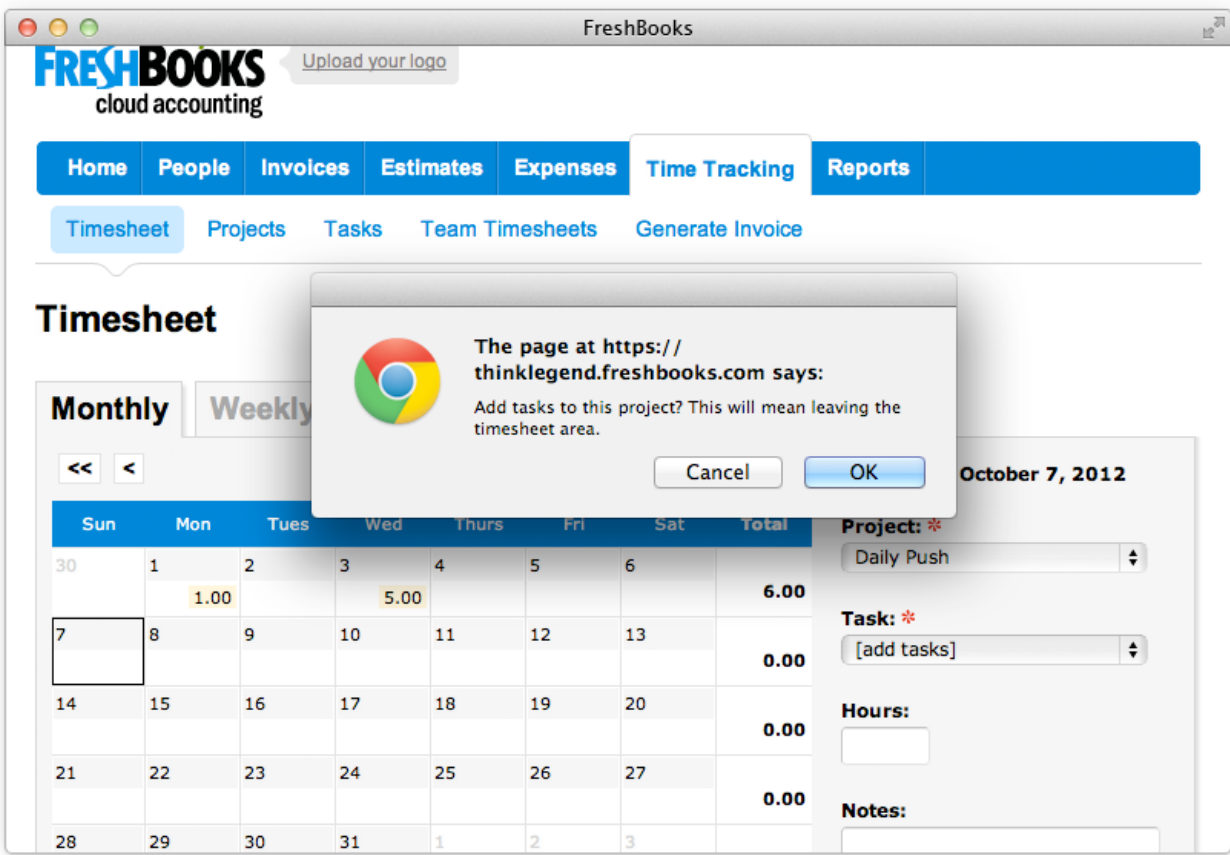 FreshBooks
FRESHBOOKS
cloud accounting
Upload your logo
Home People Invoices Estimates Expenses Time Tracking Reports
Timesheet Projects Tasks Team Timesheets Generate Invoice
Timesheet
The page at https://
thinklegend.freshbooks.com says:
Add tasks to this project? This will mean leaving the
timesheet area.
Cancel OK
Monthly Weekly
<< <
October 7, 2012
Sun Mon Tues Wed Thurs Fri Sat Total
30 1 2 3 4 5 6
1.00 5.00 6.00
7 8 9 10 11 12 13
0.00
14 15 16 17 18 19 20
0.00
21 22 23 24 25 26 27
0.00
28 29 30 31 1 2 3
Project: *
Daily Push
Task: *
[add tasks]
Hours:
Notes: